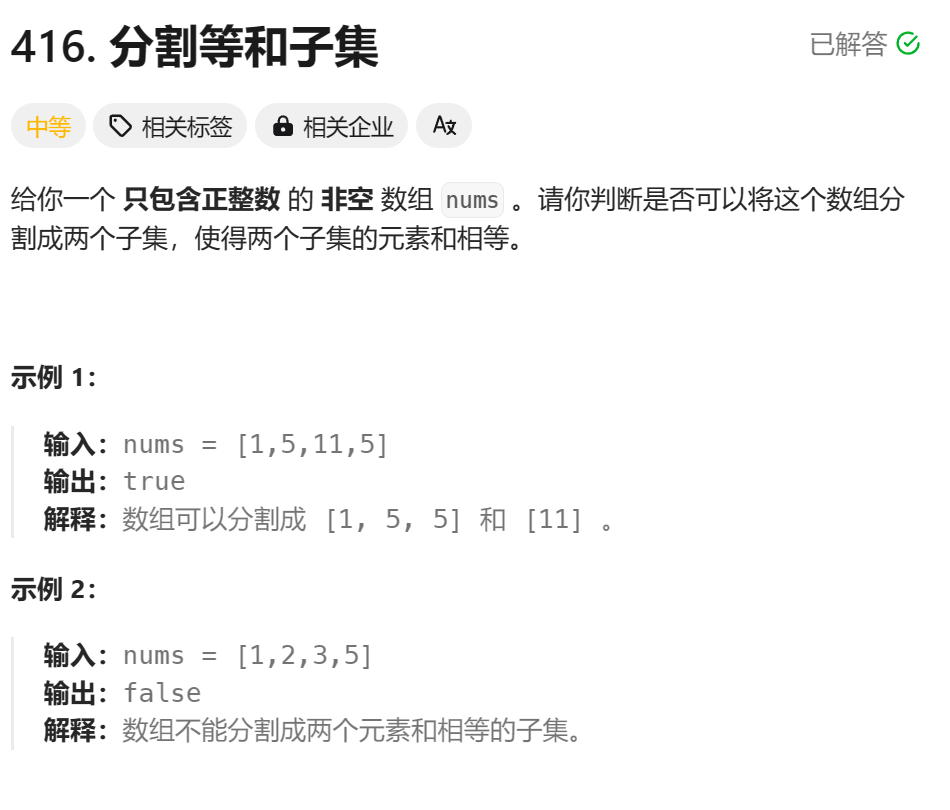 416. 分割等和子集
已解答
中等
相关标签
相关企业
给你一个 只包含正整数 的 非空 数组 nums 。请你判断是否可以将这个数组分
割成两个子集，使得两个子集的元素和相等。
示例 1：
输入：nums = [1,5,11,5]
输出：true
解释：数组可以分割成 [1, 5, 5] 和 [11] 。
示例 2：
输入：nums = [1,2,3,5]
输出：false
解释：数组不能分割成两个元素和相等的子集。